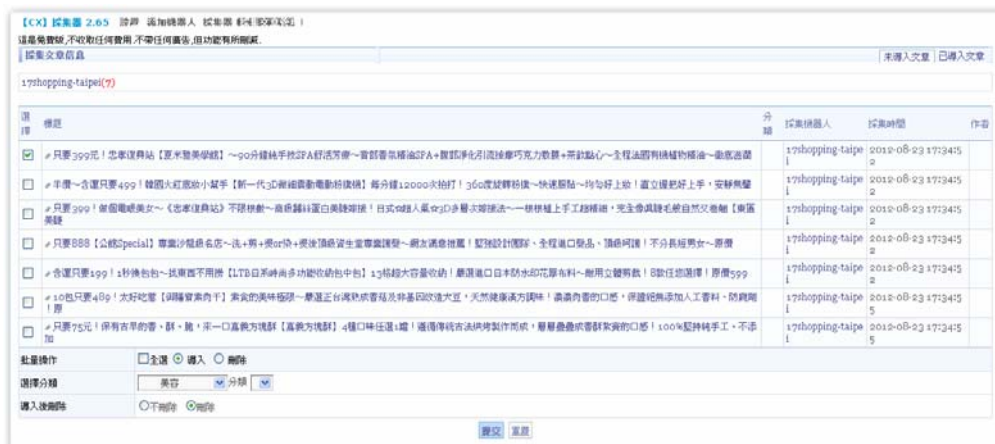 【CX】採集器 2.65 添加機器人 採集器
這是免費版,不收取任何費用,不帶任何廣告,但功能有所刪減.
採集文章信息 未導入文章 已導入文章
17shopping-taipei(7)
選擇 標題 分類 採集機器人 採集時間 作者
只要399元!忠孝復興站【夏米雅美學館】~90分鐘純手技SPA舒活芳療~背部香氛精油SPA+腹部淨化引流按摩巧克力敷體+茶飲點心~全程法國有機植物精油~ 17shopping-taipei 2012-08-23 17:34:52
半價~含運只要499!韓國火紅底妝小幫手【新一代3D微細震動電動粉撲機】每分鐘12000次拍打!360度旋轉粉撲~快速服貼~均勻好上妝!直立握把好上手,安靜無聲 17shopping-taipei 2012-08-23 17:34:52
只要399!做個電眼美女~《忠孝復興站》不限根數~蛋白美睫嫁接!日式超人氣3D多層次嫁接法~一根根植上手工超精細,完全像真睫毛般自然又卷翹【東區美睫 17shopping-taipei 2012-08-23 17:34:52
只要888【公館Special】專業沙龍級名店~洗+剪+燙or染+燙後頂級資生堂專業護髮~網友滿意推薦!堅強設計團隊、全程進口髮品、頂級呵護!不分長短男女~原價 17shopping-taipei 2012-08-23 17:34:52
含運只要199!1秒換包包~找東西不用撈【LTB日系時尚多功能收納包中包】13格超大容量收納!嚴選進口日本防水印花厚布料~耐用立體剪裁!8款任您選擇!原價599 17shopping-taipei 2012-08-23 17:34:52
10包只要489!太好吃齋【御膳齋素肉干】素食的美味極限~嚴選正台灣熟成香菇及非基因改造大豆,天然健康漢方調味!濃濃肉香的口感,保證絕無添加人工香料、防腐劑!原 17shopping-taipei 2012-08-23 17:34:55
只要75元!保有古早的香、酥、脆,來一口嘉義方塊酥【嘉義方塊酥】4種口味任選1罐!遵循傳統古法烘烤製作而成,層層疊疊成香酥紮實的口感!100%堅持純手工、不添加 17shopping-taipei 2012-08-23 17:34:55
批量操作 全選 導入 刪除
選擇分類 美容 分類
導入後刪除 不刪除 刪除
提交 重置